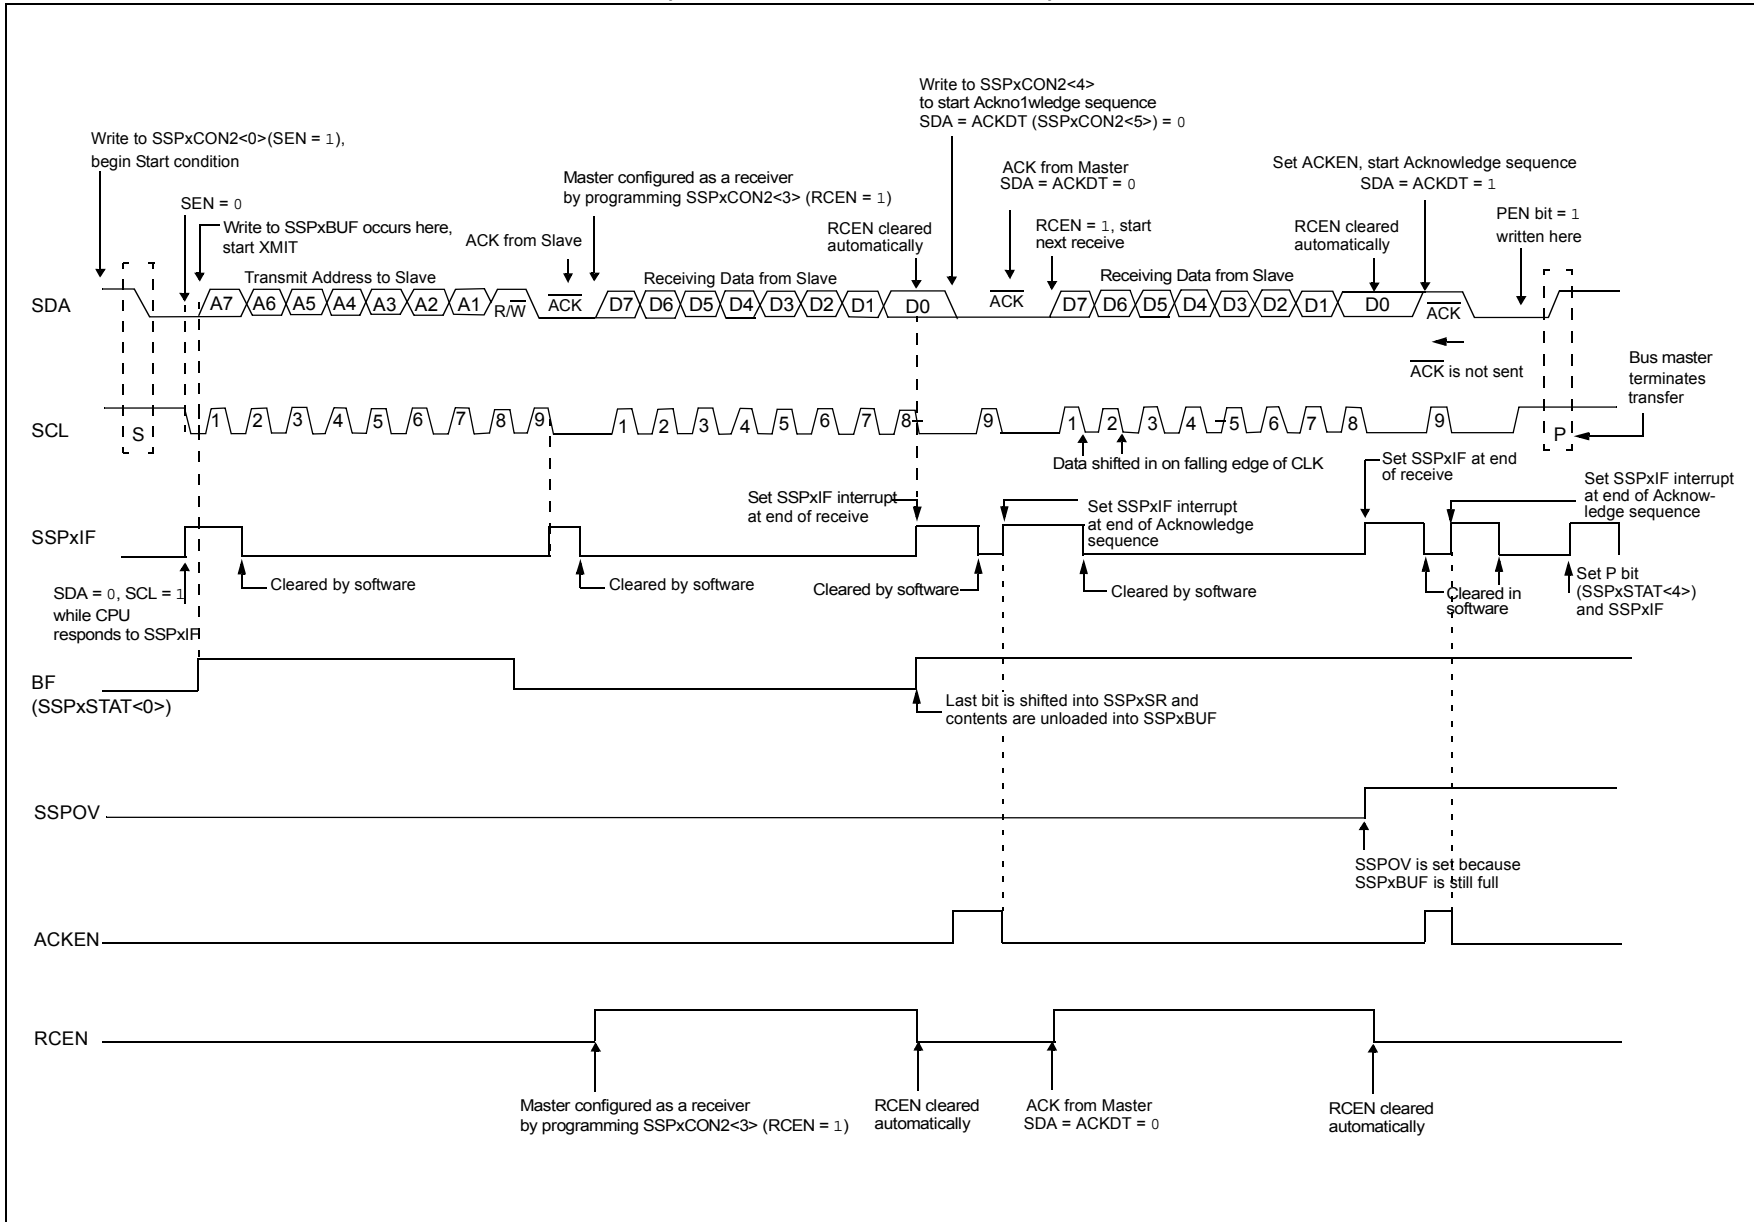 Write to SSPxCON2<4>
to start Ackno1wledge sequence
SDA = ACKDT (SSPxCON2<5>) = 0
Write to SSPxCON2<0>(SEN = 1),
begin Start condition
ACK from Master
SDA = ACKDT = 0
Set ACKEN, start Acknowledge sequence
SDA = ACKDT = 1
Master configured as a receiver
by programming SSPxCON2<3> (RCEN = 1)
SEN = 0
Write to SSPxBUF occurs here,
start XMIT
ACK from Slave
RCEN cleared
automatically
RCEN = 1, start
next receive
RCEN cleared
automatically
PEN bit = 1
written here
Transmit Address to Slave
Receiving Data from Slave
Receiving Data from Slave
SDA
A7 A6 A5 A4 A3 A2 A1 R/W ACK D7 D6 D5 D4 D3 D2 D1 D0 ACK D7 D6 D5 D4 D3 D2 D1 D0 ACK
ACK is not sent
Bus master
terminates
transfer
SCL
S 1 2 3 4 5 6 7 8 9 1 2 3 4 5 6 7 8 9 1 2 3 4 5 6 7 8 9 P
Data shifted in on falling edge of CLK
Set SSPxIF at end
of receive
Set SSPxIF interrupt
at end of receive
Set SSPxIF interrupt
at end of Acknowledge
sequence
Set SSPxIF interrupt
at end of Acknow-
ledge sequence
SSPxIF
SDA = 0, SCL = 1
while CPU
responds to SSPxIF
Cleared by software
Cleared by software
Cleared by software
Cleared by software
Cleared in
software
Set P bit
(SSPxSTAT<4>)
and SSPxIF
BF
(SSPxSTAT<0>)
Last bit is shifted into SSPxSR and
contents are unloaded into SSPxBUF
SSPOV
SSPOV is set because
SSPxBUF is still full
ACKEN
RCEN
Master configured as a receiver
by programming SSPxCON2<3> (RCEN = 1)
RCEN cleared
automatically
ACK from Master
SDA = ACKDT = 0
RCEN cleared
automatically